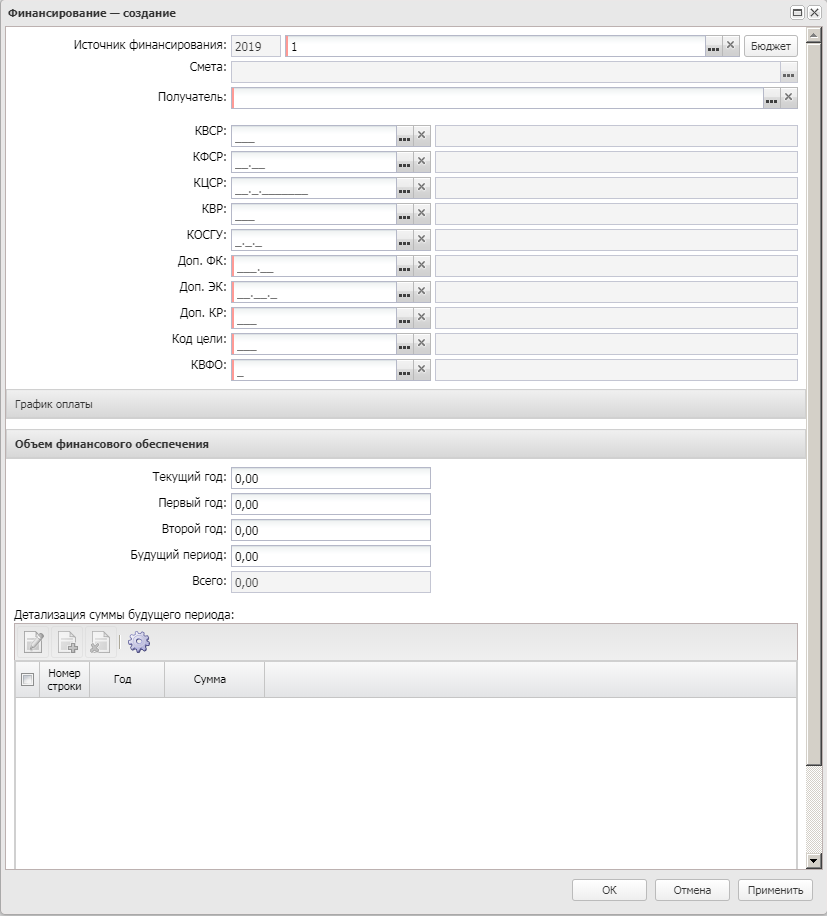 Финансирование — создание
Источник финансирования: 2019 1 ... Бюджет
Смета: ...
Получатель: ...
КВСР: ___ ...
КФСР: __.__ ...
КЦСР: __._._______ ...
КВР: ___ ...
КОСГУ: _._._ ...
Доп. ФК: ___.__ ...
Доп. ЭК: __.__._ ...
Доп. КР: ___ ...
Код цели: ___ ...
КВФО: _ ...
График оплаты
Объем финансового обеспечения
Текущий год: 0,00
Первый год: 0,00
Второй год: 0,00
Будущий период: 0,00
Всего: 0,00
Детализация суммы будущего периода:
Номер строки Год Сумма
ОК Отмена Применить